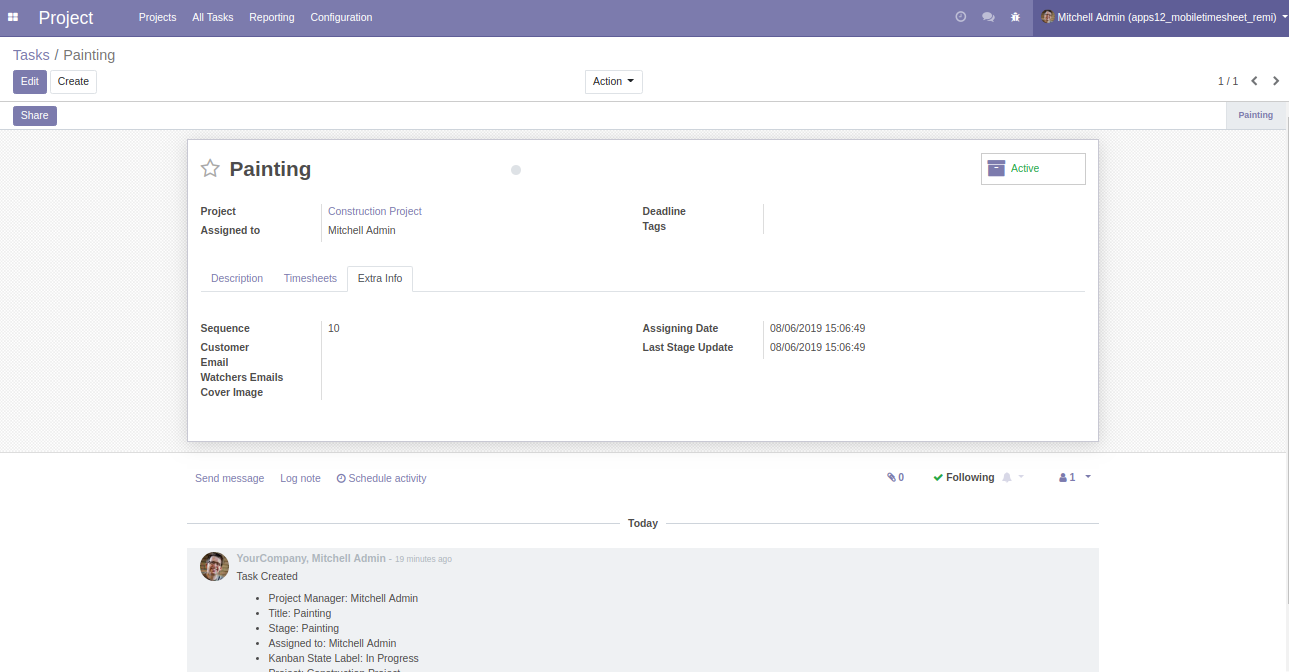 Project Projects All Tasks Reporting Configuration Mitchell Admin (apps12_mobiletimesheet_remi)
Tasks / Painting
Edit Create Action 1 / 1
Share Painting
Painting Active
Project Construction Project Deadline
Assigned to Mitchell Admin Tags
Description Timesheets Extra Info
Sequence 10 Assigning Date 08/06/2019 15:06:49
Customer Last Stage Update 08/06/2019 15:06:49
Email
Watchers Emails
Cover Image
Send message Log note Schedule activity 0 Following 1
Today
YourCompany, Mitchell Admin - 19 minutes ago
Task Created
• Project Manager: Mitchell Admin
• Title: Painting
• Stage: Painting
• Assigned to: Mitchell Admin
• Kanban State Label: In Progress
Project: Construction Project